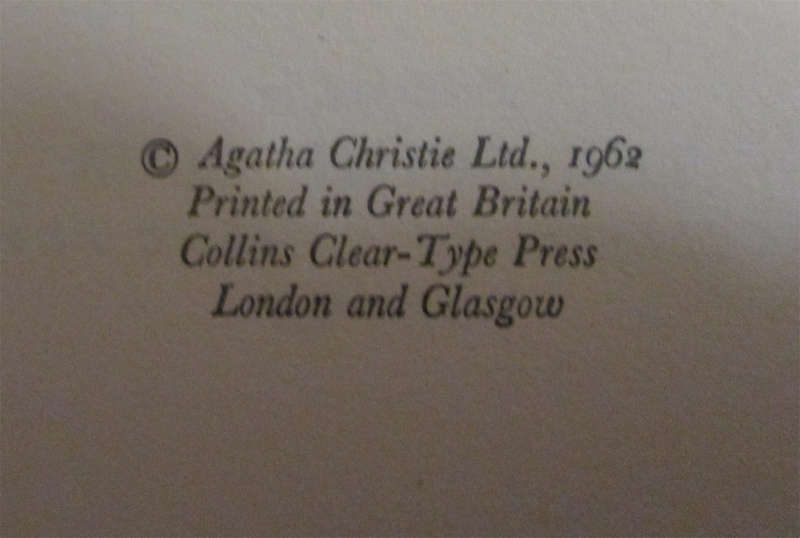 © Agatha Christie Ltd., 1962
Printed in Great Britain
Collins Clear-Type Press
London and Glasgow